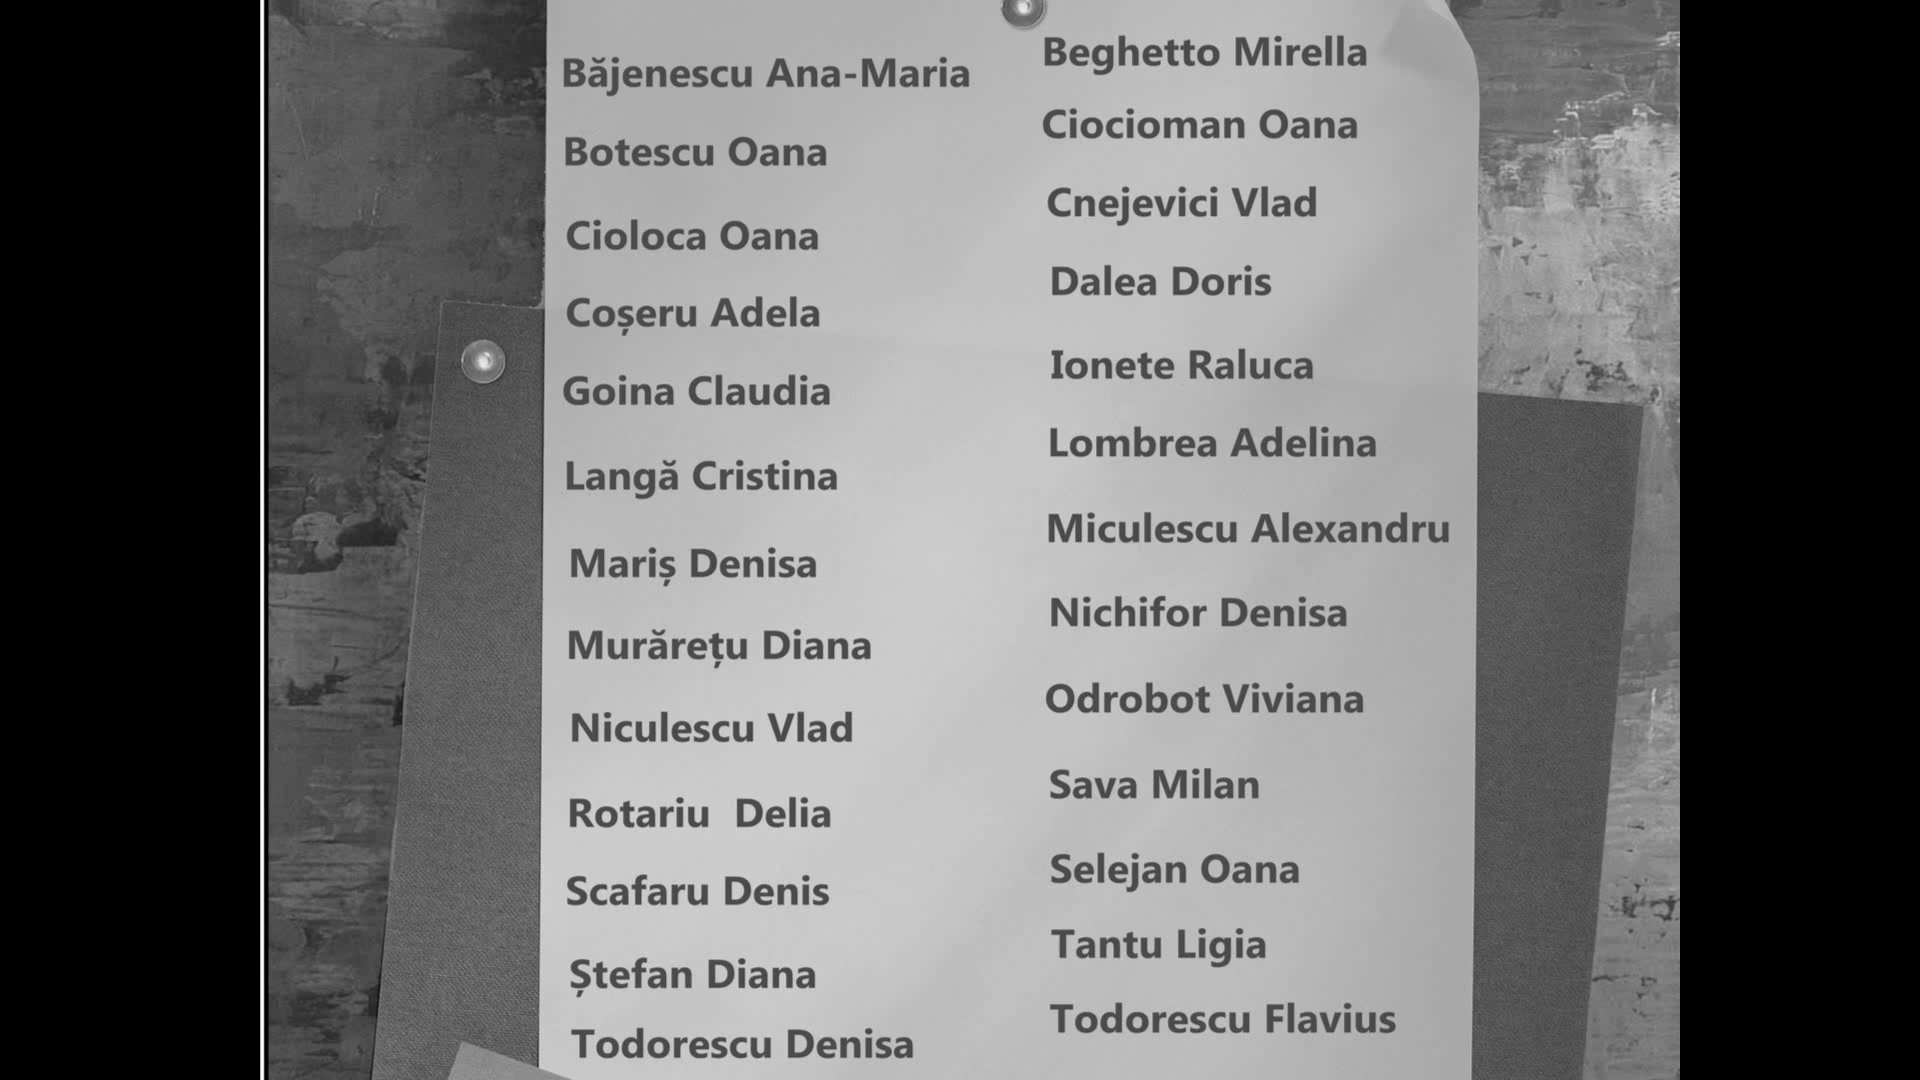 Băjenescu Ana-Maria
Botescu Oana
Cioloca Oana
Coșeru Adela
Goina Claudia
Langă Cristina
Mariș Denisa
Murărețu Diana
Niculescu Vlad
Rotariu  Delia
Scafaru Denis
Ștefan Diana
Todorescu Denisa
Beghetto Mirella
Ciocioman Oana
Cnejevici Vlad
Dalea Doris
Ionete Raluca
Lombrea Adelina
Miculescu Alexandru
Nichifor Denisa
Odrobot Viviana
Sava Milan
Selejan Oana
Tantu Ligia
Todorescu Flavius